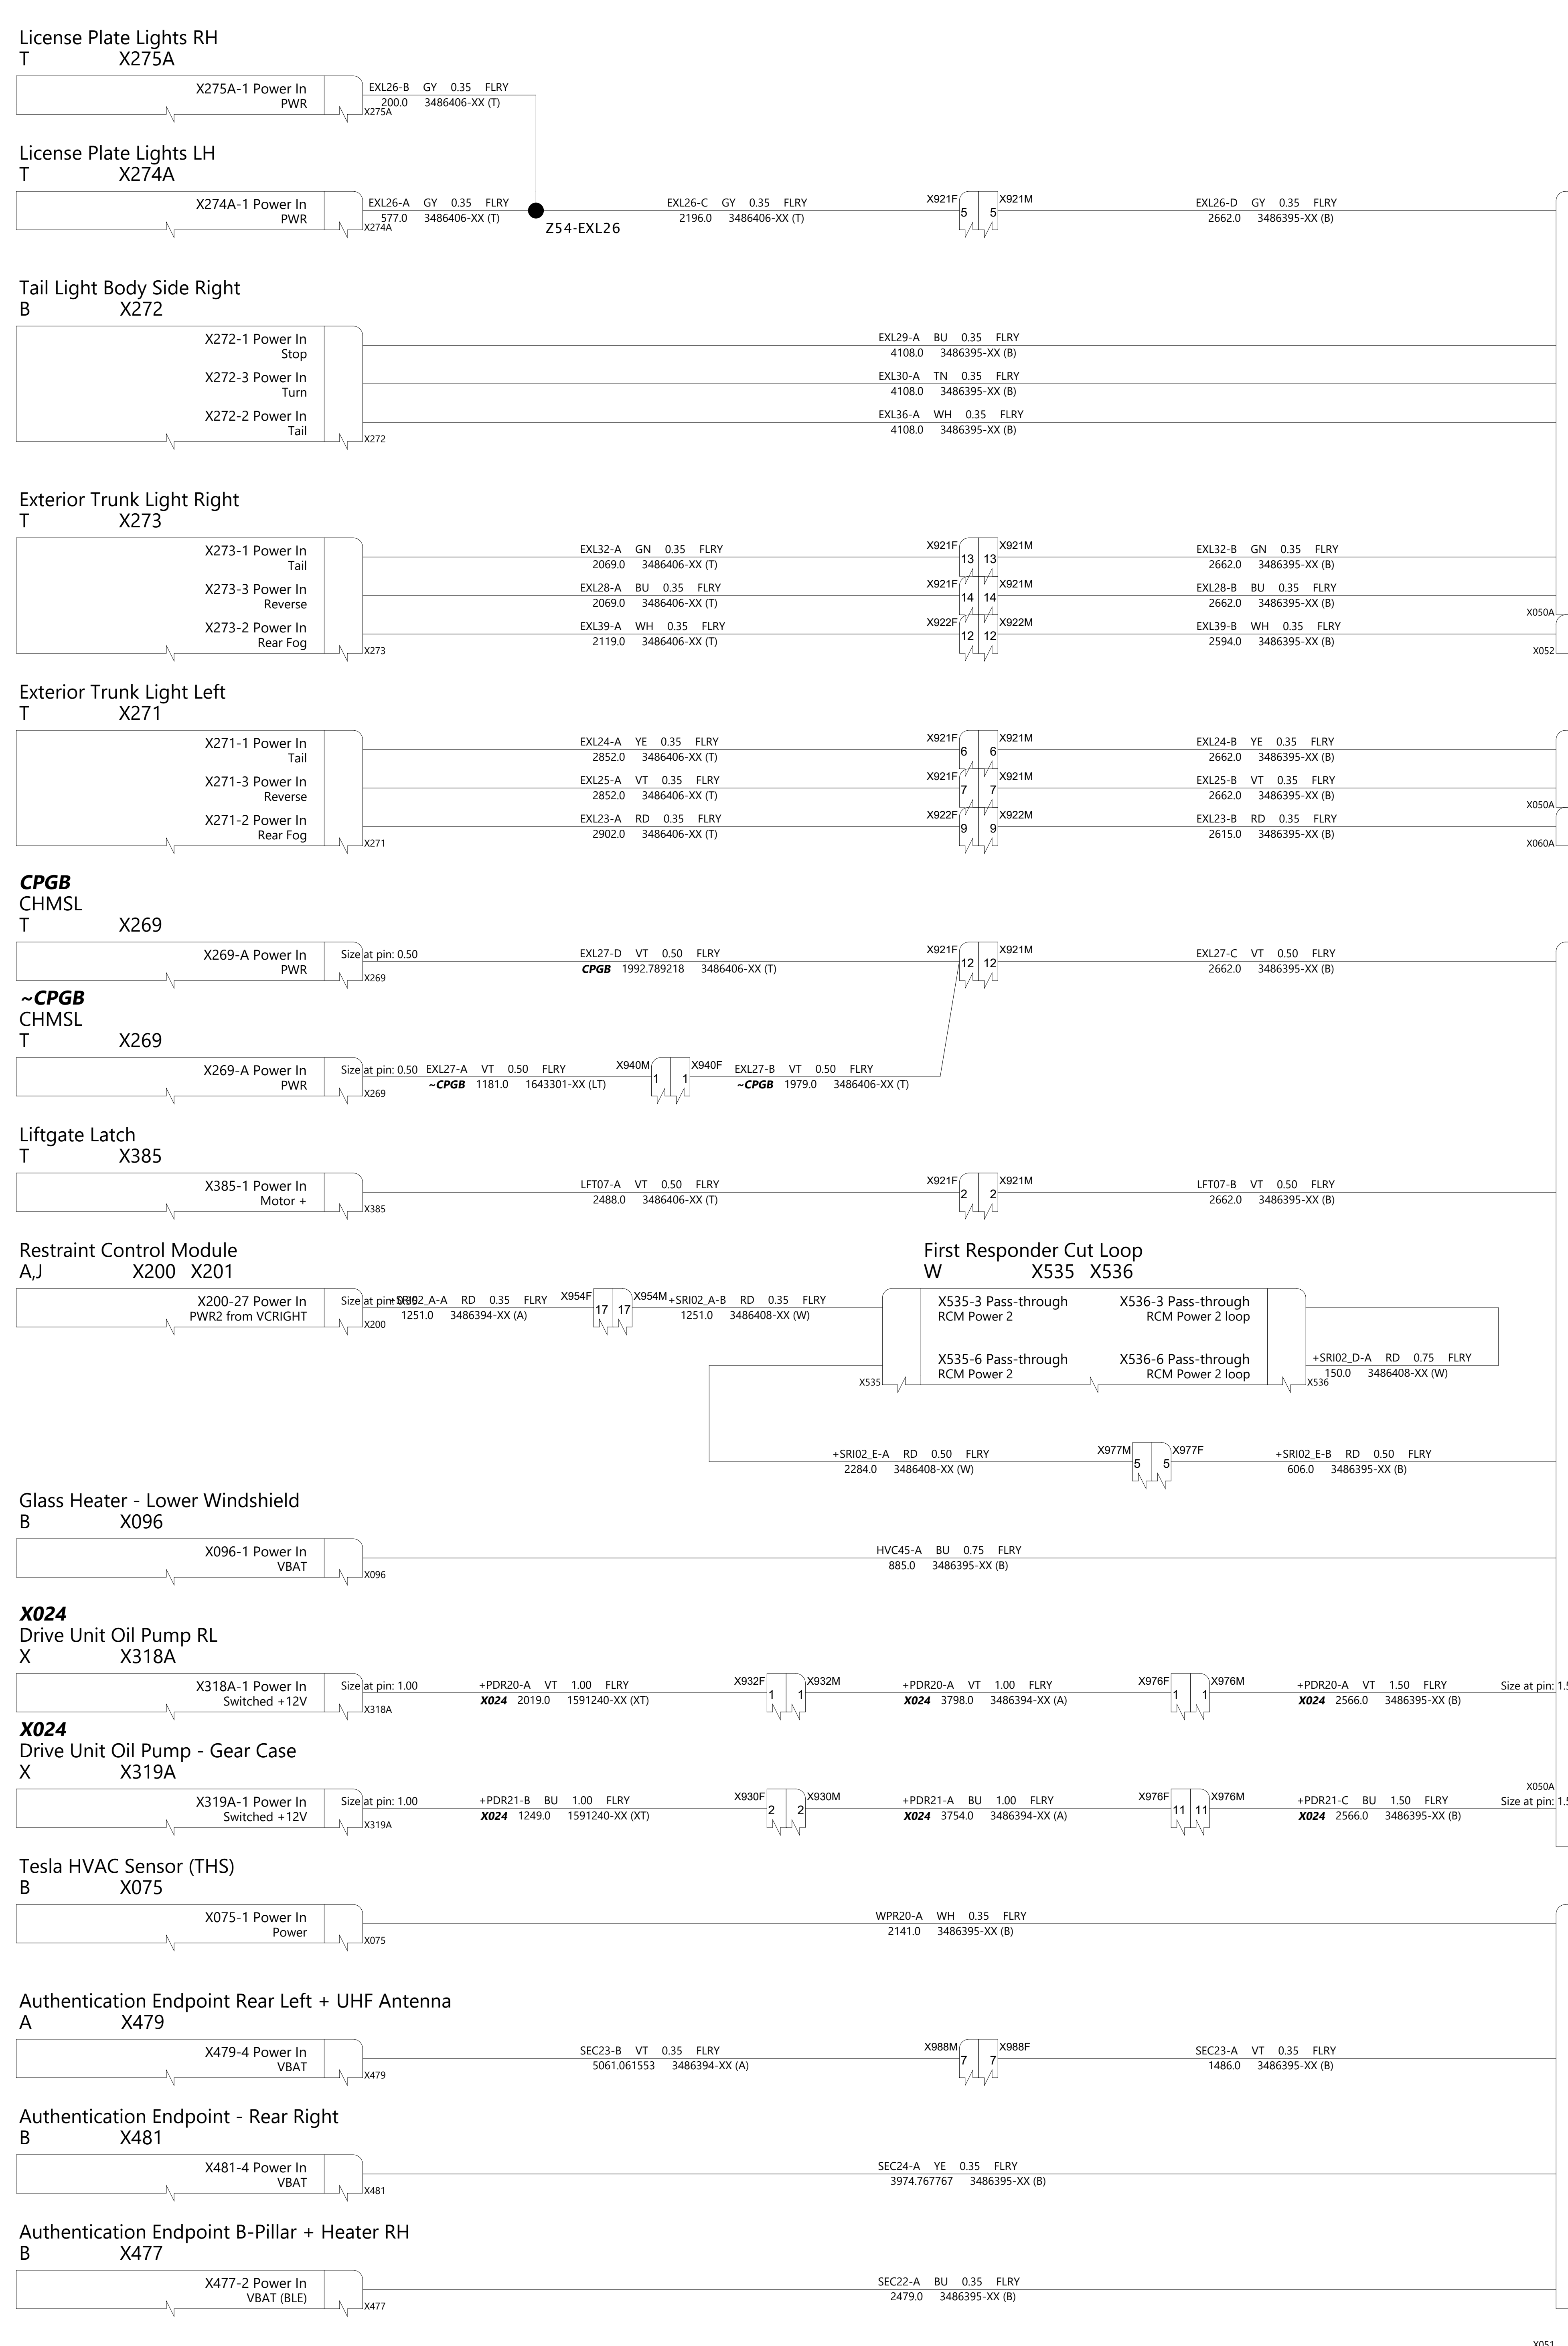 License Plate Lights RH
T X275A
X275A-1 Power In
PWR
X275A
EXL26-B GY 0.35 FLRY
200.0 3486406-XX (T)
License Plate Lights LH
T X274A
X274A-1 Power In
PWR
X274A
EXL26-A GY 0.35 FLRY
577.0 3486406-XX (T)
Z54-EXL26
EXL26-C GY 0.35 FLRY
2196.0 3486406-XX (T)
X921F 5 5 X921M
EXL26-D GY 0.35 FLRY
2662.0 3486395-XX (B)
Tail Light Body Side Right
B X272
X272-1 Power In
Stop
EXL29-A BU 0.35 FLRY
4108.0 3486395-XX (B)
X272-3 Power In
Turn
EXL30-A TN 0.35 FLRY
4108.0 3486395-XX (B)
X272-2 Power In
Tail
EXL36-A WH 0.35 FLRY
4108.0 3486395-XX (B)
X272
Exterior Trunk Light Right
T X273
X273-1 Power In
Tail
EXL32-A GN 0.35 FLRY
2069.0 3486406-XX (T)
X921F 13 13 X921M
EXL32-B GN 0.35 FLRY
2662.0 3486395-XX (B)
X273-3 Power In
Reverse
EXL28-A BU 0.35 FLRY
2069.0 3486406-XX (T)
X921F 14 14 X921M
EXL28-B BU 0.35 FLRY
2662.0 3486395-XX (B)
X050A
X273-2 Power In
Rear Fog
EXL39-A WH 0.35 FLRY
2119.0 3486406-XX (T)
X922F 12 12 X922M
EXL39-B WH 0.35 FLRY
2594.0 3486395-XX (B)
X273
X052
Exterior Trunk Light Left
T X271
X271-1 Power In
Tail
EXL24-A YE 0.35 FLRY
2852.0 3486406-XX (T)
X921F 6 6 X921M
EXL24-B YE 0.35 FLRY
2662.0 3486395-XX (B)
X271-3 Power In
Reverse
EXL25-A VT 0.35 FLRY
2852.0 3486406-XX (T)
X921F 7 7 X921M
EXL25-B VT 0.35 FLRY
2662.0 3486395-XX (B)
X050A
X271-2 Power In
Rear Fog
EXL23-A RD 0.35 FLRY
2902.0 3486406-XX (T)
X922F 9 9 X922M
EXL23-B RD 0.35 FLRY
2615.0 3486395-XX (B)
X271
X060A
CPGB
CHMSL
T X269
X269-A Power In
PWR
Size at pin: 0.50
X269
EXL27-D VT 0.50 FLRY
CPGB 1992.789218 3486406-XX (T)
X921F 12 12 X921M
EXL27-C VT 0.50 FLRY
2662.0 3486395-XX (B)
~CPGB
CHMSL
T X269
X269-A Power In
PWR
Size at pin: 0.50
X269
EXL27-A VT 0.50 FLRY
~CPGB 1181.0 1643301-XX (LT)
X940M 1 1 X940F
EXL27-B VT 0.50 FLRY
~CPGB 1979.0 3486406-XX (T)
Liftgate Latch
T X385
X385-1 Power In
Motor +
X385
LFT07-A VT 0.50 FLRY
2488.0 3486406-XX (T)
X921F 2 2 X921M
LFT07-B VT 0.50 FLRY
2662.0 3486395-XX (B)
Restraint Control Module
A,J X200 X201
X200-27 Power In
PWR2 from VCRIGHT
Size at pin: 0.35
X200
+SRI02_A-A RD 0.35 FLRY
1251.0 3486394-XX (A)
X954F 17 17 X954M
+SRI02_A-B RD 0.35 FLRY
1251.0 3486408-XX (W)
First Responder Cut Loop
W X535 X536
X535-3 Pass-through
RCM Power 2
X536-3 Pass-through
RCM Power 2 loop
X535-6 Pass-through
RCM Power 2
X536-6 Pass-through
RCM Power 2 loop
X535
X536
+SRI02_D-A RD 0.75 FLRY
150.0 3486408-XX (W)
+SRI02_E-A RD 0.50 FLRY
2284.0 3486408-XX (W)
X977M 5 5 X977F
+SRI02_E-B RD 0.50 FLRY
606.0 3486395-XX (B)
Glass Heater - Lower Windshield
B X096
X096-1 Power In
VBAT
X096
HVC45-A BU 0.75 FLRY
885.0 3486395-XX (B)
X024
Drive Unit Oil Pump RL
X X318A
X318A-1 Power In
Switched +12V
Size at pin: 1.00
X318A
+PDR20-A VT 1.00 FLRY
X024 2019.0 1591240-XX (XT)
X932F 1 1 X932M
+PDR20-A VT 1.00 FLRY
X024 3798.0 3486394-XX (A)
X976F 1 1 X976M
+PDR20-A VT 1.50 FLRY
X024 2566.0 3486395-XX (B)
Size at pin:
X024
Drive Unit Oil Pump - Gear Case
X X319A
X319A-1 Power In
Switched +12V
Size at pin: 1.00
X319A
+PDR21-B BU 1.00 FLRY
X024 1249.0 1591240-XX (XT)
X930F 2 2 X930M
+PDR21-A BU 1.00 FLRY
X024 3754.0 3486394-XX (A)
X976F 11 11 X976M
+PDR21-C BU 1.50 FLRY
X024 2566.0 3486395-XX (B)
X050A
Size at pin:
Tesla HVAC Sensor (THS)
B X075
X075-1 Power In
Power
X075
WPR20-A WH 0.35 FLRY
2141.0 3486395-XX (B)
Authentication Endpoint Rear Left + UHF Antenna
A X479
X479-4 Power In
VBAT
X479
SEC23-B VT 0.35 FLRY
5061.061553 3486394-XX (A)
X988M 7 7 X988F
SEC23-A VT 0.35 FLRY
1486.0 3486395-XX (B)
Authentication Endpoint - Rear Right
B X481
X481-4 Power In
VBAT
X481
SEC24-A YE 0.35 FLRY
3974.767767 3486395-XX (B)
Authentication Endpoint B-Pillar + Heater RH
B X477
X477-2 Power In
VBAT (BLE)
X477
SEC22-A BU 0.35 FLRY
2479.0 3486395-XX (B)
X051